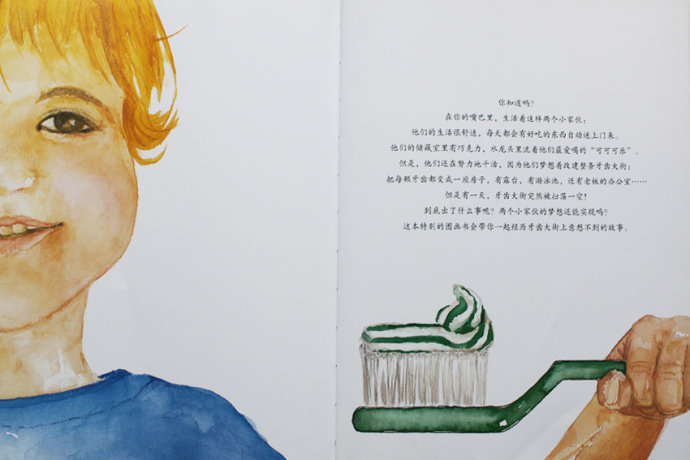 你知道吗?
在你的嘴巴里，生活着这样两个小家伙：
他们的生活很舒适，每天都会有好吃的东西自动送上门来。
他们的储藏室里有巧克力，水龙头里流着他们最爱喝的“可可可乐”。
但是，他们还在努力地干活，因为他们梦想着改建整条牙齿大街：
把每颗牙齿都变成一座房子，有露台，有游泳池，还有老板的办公室……
但是有一天，牙齿大街突然被扫荡一空！
到底出了什么事呢？两个小家伙的梦想还能实现吗？
这本特别的图画书会带你一起经历牙齿大街上意想不到的故事。